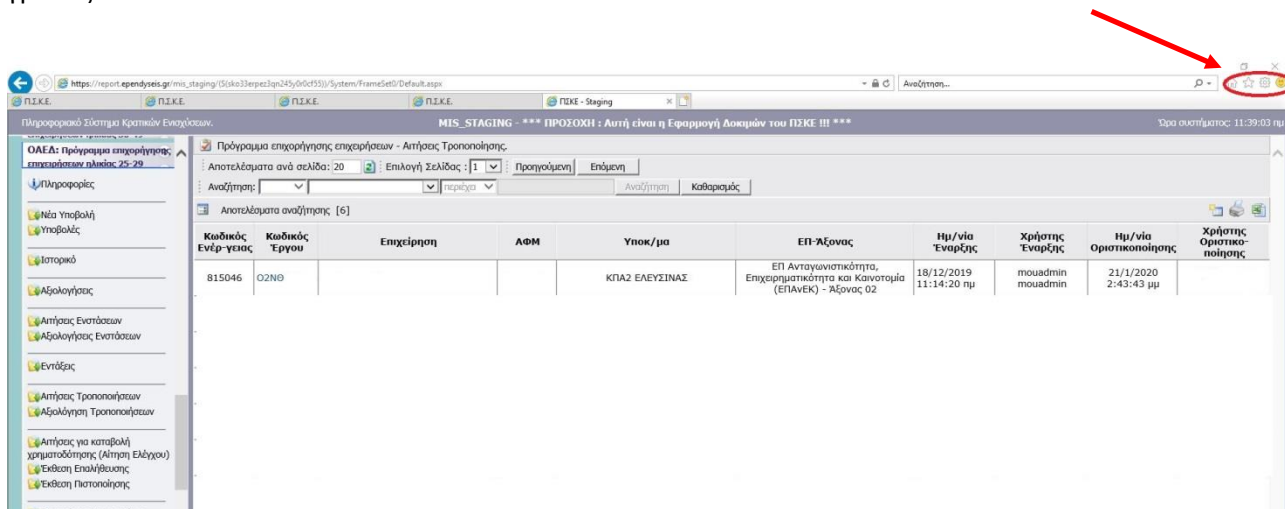 https://report.ependyseis.gr/mis_staging/(S(sko33erpez3qn245y0r0cf55))/System/FrameSet0/Default.aspx
Αναζήτηση...
Π.Σ.Κ.Ε. Π.Σ.Κ.Ε. Π.Σ.Κ.Ε. Π.Σ.Κ.Ε. ΠΣΚΕ - Staging
Πληροφοριακό Σύστημα Κρατικών Ενισχύσεων. MIS_STAGING - *** ΠΡΟΣΟΧΗ : Αυτή είναι η Εφαρμογή Δοκιμών του ΠΣΚΕ !!! *** Ώρα συστήματος: 11:39:03 πμ
ΟΑΕΔ: Πρόγραμμα επιχορήγησης
επιχειρήσεων ηλικίας 25-29
Πληροφορίες
Νέα Υποβολή
Υποβολές
Ιστορικό
Αξιολογήσεις
Αιτήσεις Ενστάσεων
Αξιολογήσεις Ενστάσεων
Εντάξεις
Αιτήσεις Τροποποιήσεων
Αξιολόγηση Τροποποιήσεων
Αιτήσεις για καταβολή
χρηματοδότησης (Αίτηση Ελέγχου)
Έκθεση Επαλήθευσης
Έκθεση Πιστοποίησης
Πρόγραμμα επιχορήγησης επιχειρήσεων - Αιτήσεις Τροποποίησης.
Αποτελέσματα ανά σελίδα: 20 Επιλογή Σελίδας : 1 Προηγούμενη Επόμενη
Αναζήτηση: περιέχει Αναζήτηση Καθαρισμός
Αποτελέσματα αναζήτησης [6]
Κωδικός Ενέρ-γειας Κωδικός Έργου Επιχείρηση ΑΦΜ Υποκ/μα ΕΠ-Άξονας Ημ/νία Έναρξης Χρήστης Έναρξης Ημ/νία Οριστικοποίησης Χρήστης Οριστικο-ποίησης
815046 Ο2ΝΘ ΚΠΑ2 ΕΛΕΥΣΙΝΑΣ ΕΠ Ανταγωνιστικότητα, Επιχειρηματικότητα και Καινοτομία (ΕΠΑνΕΚ) - Άξονας 02 18/12/2019 11:14:20 πμ mouadmin mouadmin 21/1/2020 2:43:43 μμ